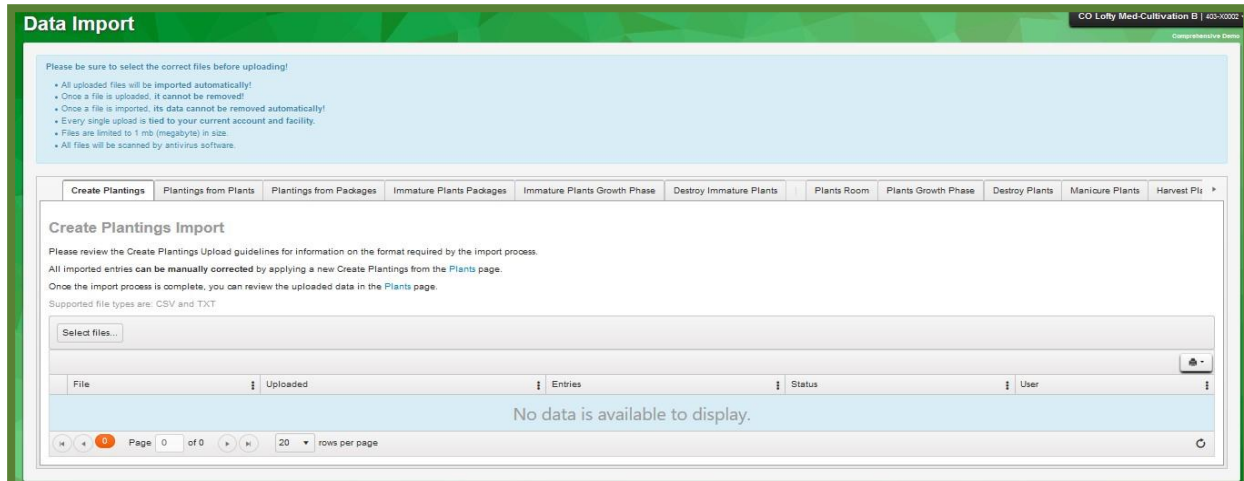 Data Import
CO Lofty Med-Cultivation B | 403-X0002
Comprehensive Demo
Please be sure to select the correct files before uploading!
• All uploaded files will be imported automatically!
• Once a file is uploaded, it cannot be removed!
• Once a file is imported, its data cannot be removed automatically!
• Every single upload is tied to your current account and facility.
• Files are limited to 1 mb (megabyte) in size.
• All files will be scanned by antivirus software.
Create Plantings Plantings from Plants Plantings from Packages Immature Plants Packages Immature Plants Growth Phase Destroy Immature Plants Plants Room Plants Growth Phase Destroy Plants Manicure Plants Harvest Pla
Create Plantings Import
Please review the Create Plantings Upload guidelines for information on the format required by the import process.
All imported entries can be manually corrected by applying a new Create Plantings from the Plants page.
Once the import process is complete, you can review the uploaded data in the Plants page.
Supported file types are: CSV and TXT
Select files...
File Uploaded Entries Status User
No data is available to display.
0 Page 0 of 0 20 rows per page